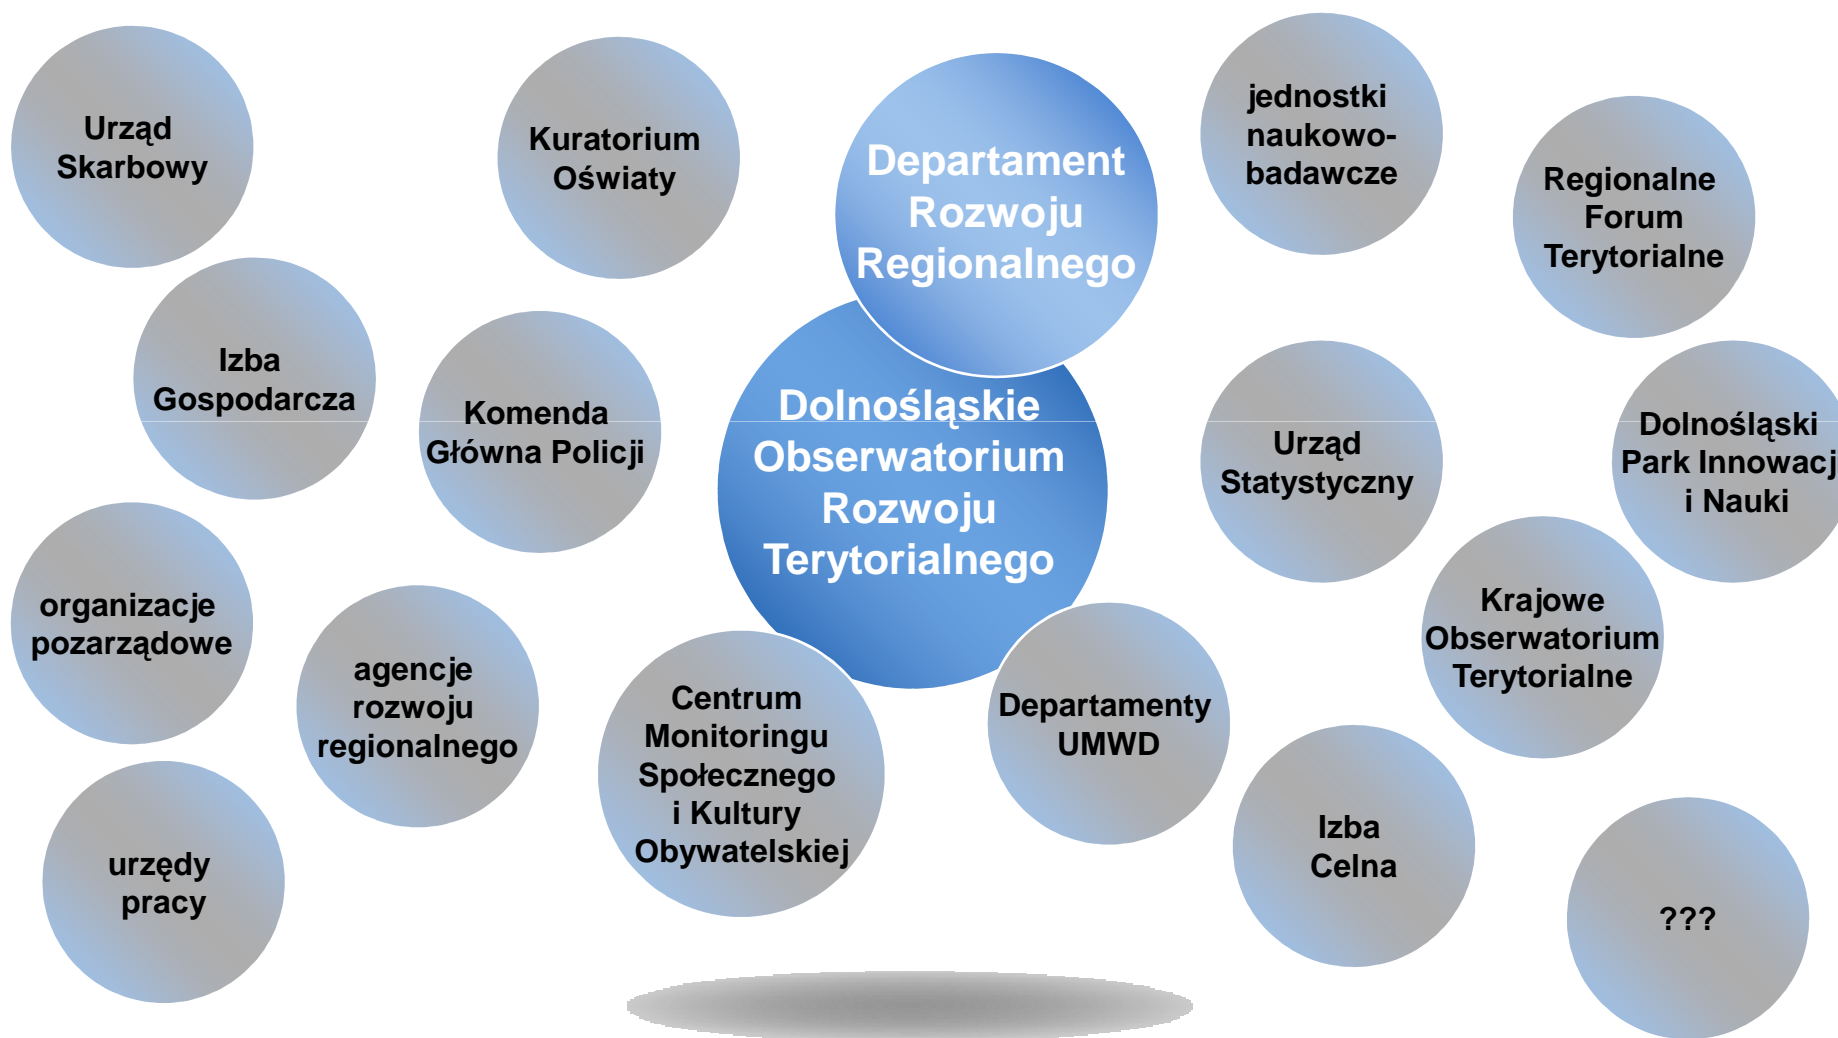 Urząd
Skarbowy
Kuratorium
Oświaty
Departament
Rozwoju
Regionalnego
jednostki
naukowo-
badawcze
Regionalne
Forum
Terytorialne
Izba
Gospodarcza
Komenda
Główna Policji
Dolnośląskie
Obserwatorium
Rozwoju
Terytorialnego
Urząd
Statystyczny
Dolnośląski
Park Innowacj
i Nauki
organizacje
pozarządowe
agencje
rozwoju
regionalnego
Centrum
Monitoringu
Społecznego
i Kultury
Obywatelskiej
Departamenty
UMWD
Krajowe
Obserwatorium
Terytorialne
urzędy
pracy
Izba
Celna
???